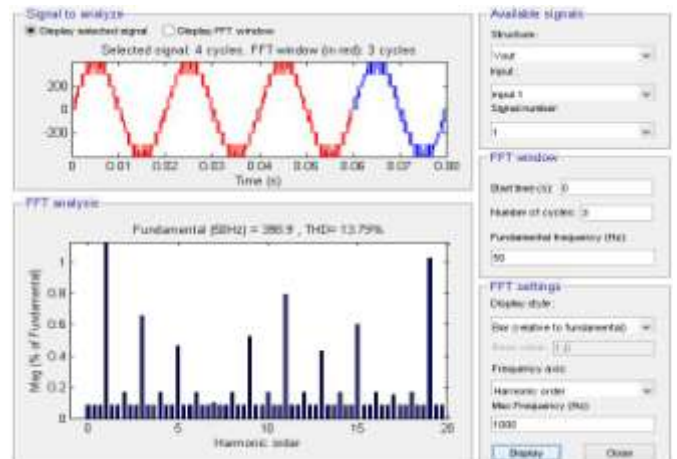 Signal to analyze
Display selected signal Display FFT window
Selected signal: 4 cycles. FFT window (in red): 3 cycles
200
0
-200
0 0.01 0.02 0.03 0.04 0.05 0.06 0.07 0.08
Time (s)
FFT analysis
Fundamental (50Hz) = 398.9 , THD= 13.79%
Mag (% of Fundamental)
1
0.8
0.6
0.4
0.2
0
0 5 10 15 20
Harmonic order
Available signals
Structure:
Vout
Input:
input 1
Signal number:
1
FFT window
Start time (s): 0
Number of cycles: 3
Fundamental frequency (Hz):
50
FFT settings
Display style:
Bar (relative to fundamental)
Base value: 1.0
Frequency axis:
Harmonic order
Max Frequency (Hz):
1000
Display Close